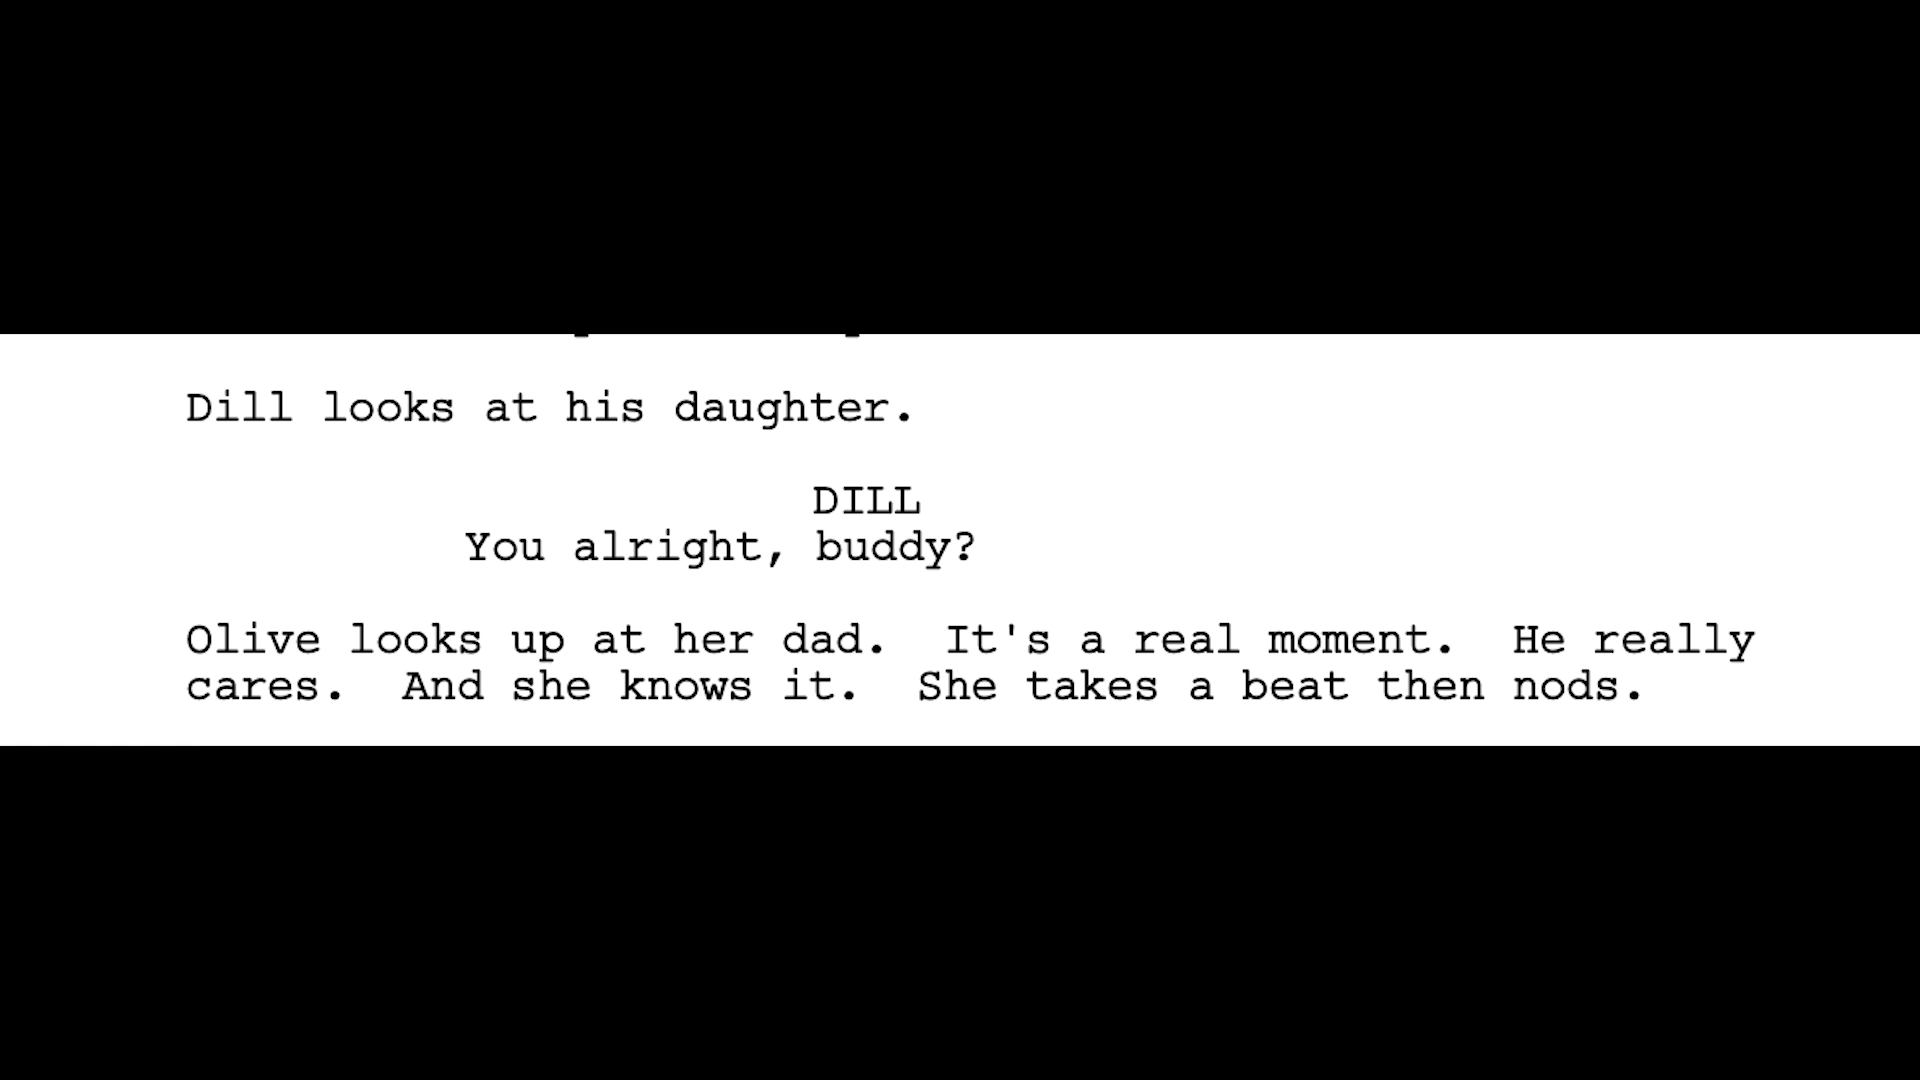 Dill looks at his daughter.
DILL
You alright, buddy?
Olive looks up at her dad.  It's a real moment.  He really
cares.  And she knows it.  She takes a beat then nods.